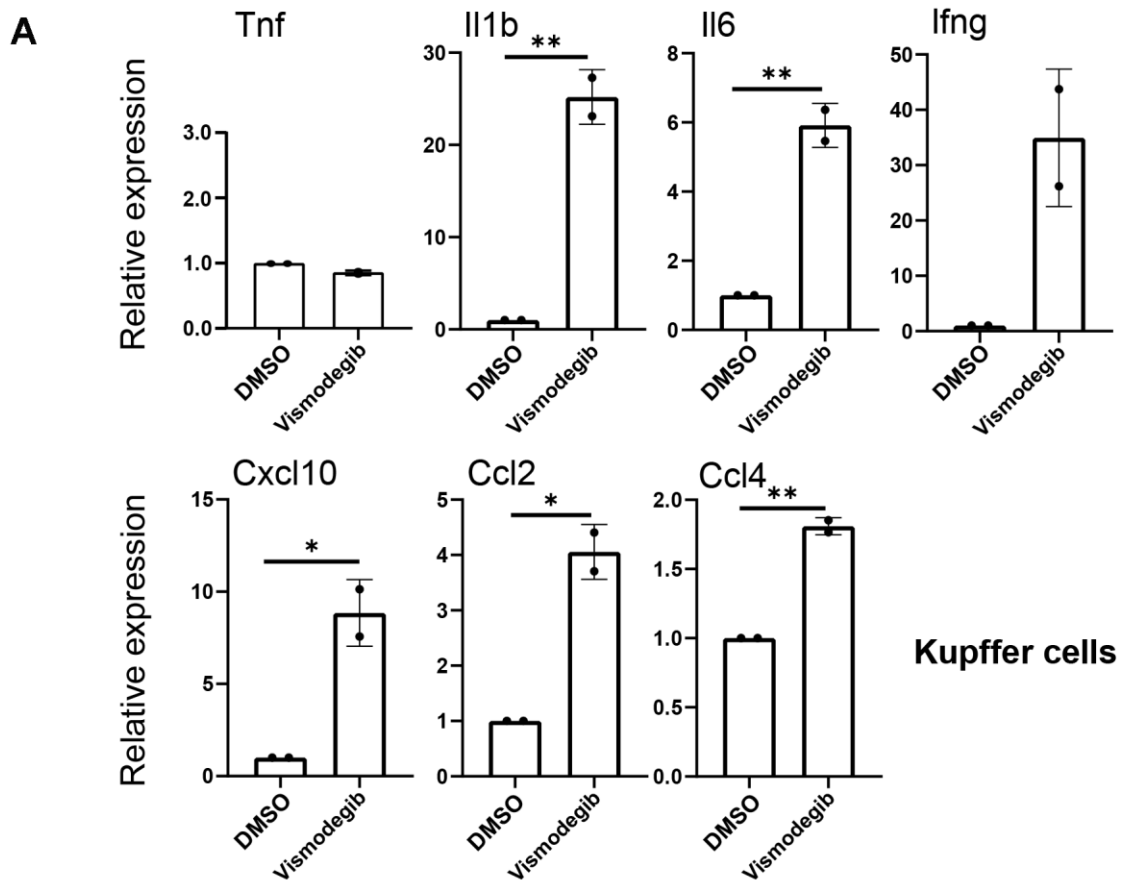 A
Tnf
Relative expression
3.0
2.0
1.0
0.0
DMSO
Vismodegib
Il1b
**
30
20
10
0
DMSO
Vismodegib
Il6
**
8
6
4
2
0
DMSO
Vismodegib
Ifng
50
40
30
20
10
0
DMSO
Vismodegib
Cxcl10
Relative expression
*
15
10
5
0
DMSO
Vismodegib
Ccl2
*
5
4
3
2
1
0
DMSO
Vismodegib
Ccl4
**
2.0
1.5
1.0
0.5
0.0
DMSO
Vismodegib
Kupffer cells